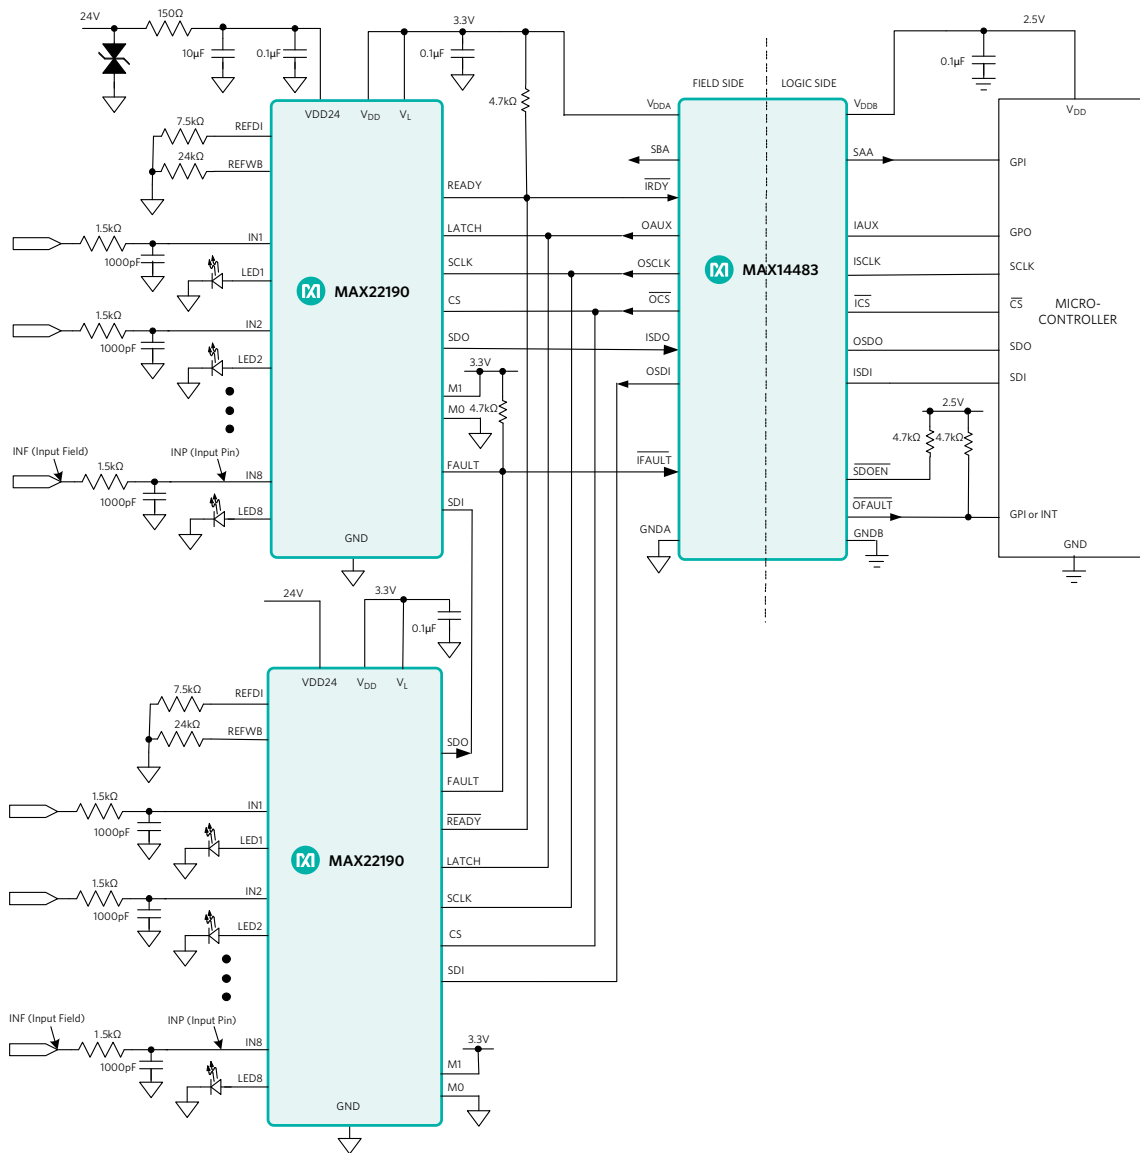 24V
150Ω
10µF
0.1µF
3.3V
0.1µF
4.7kΩ
2.5V
0.1µF
FIELD SIDE
LOGIC SIDE
VDD24
VDD
VL
7.5kΩ
REFDI
24kΩ
REFWB
1.5kΩ
1000pF
IN1
LED1
1.5kΩ
1000pF
IN2
LED2
INF (Input Field)
1.5kΩ
INP (Input Pin)
1000pF
IN8
LED8
MAX22190
READY
LATCH
SCLK
CS
SDO
M1
M0
FAULT
SDI
GND
3.3V
4.7kΩ
VDDA
SBA
IRDY
OAUX
OSCLK
OCS
ISDO
OSDI
IFAULT
GNDA
MAX14483
VDDB
SAA
IAUX
ISCLK
ICS
OSDO
ISDI
2.5V
4.7kΩ
4.7kΩ
SDOEN
OFAULT
GNDB
VDD
GPI
GPO
SCLK
CS
MICRO-
CONTROLLER
SDO
SDI
GPI or INT
GND
24V
3.3V
0.1µF
VDD24
VDD
VL
7.5kΩ
REFDI
24kΩ
REFWB
1.5kΩ
1000pF
IN1
LED1
1.5kΩ
1000pF
IN2
LED2
INF (Input Field)
1.5kΩ
INP (Input Pin)
1000pF
IN8
LED8
MAX22190
SDO
FAULT
READY
LATCH
SCLK
CS
SDI
3.3V
M1
M0
GND